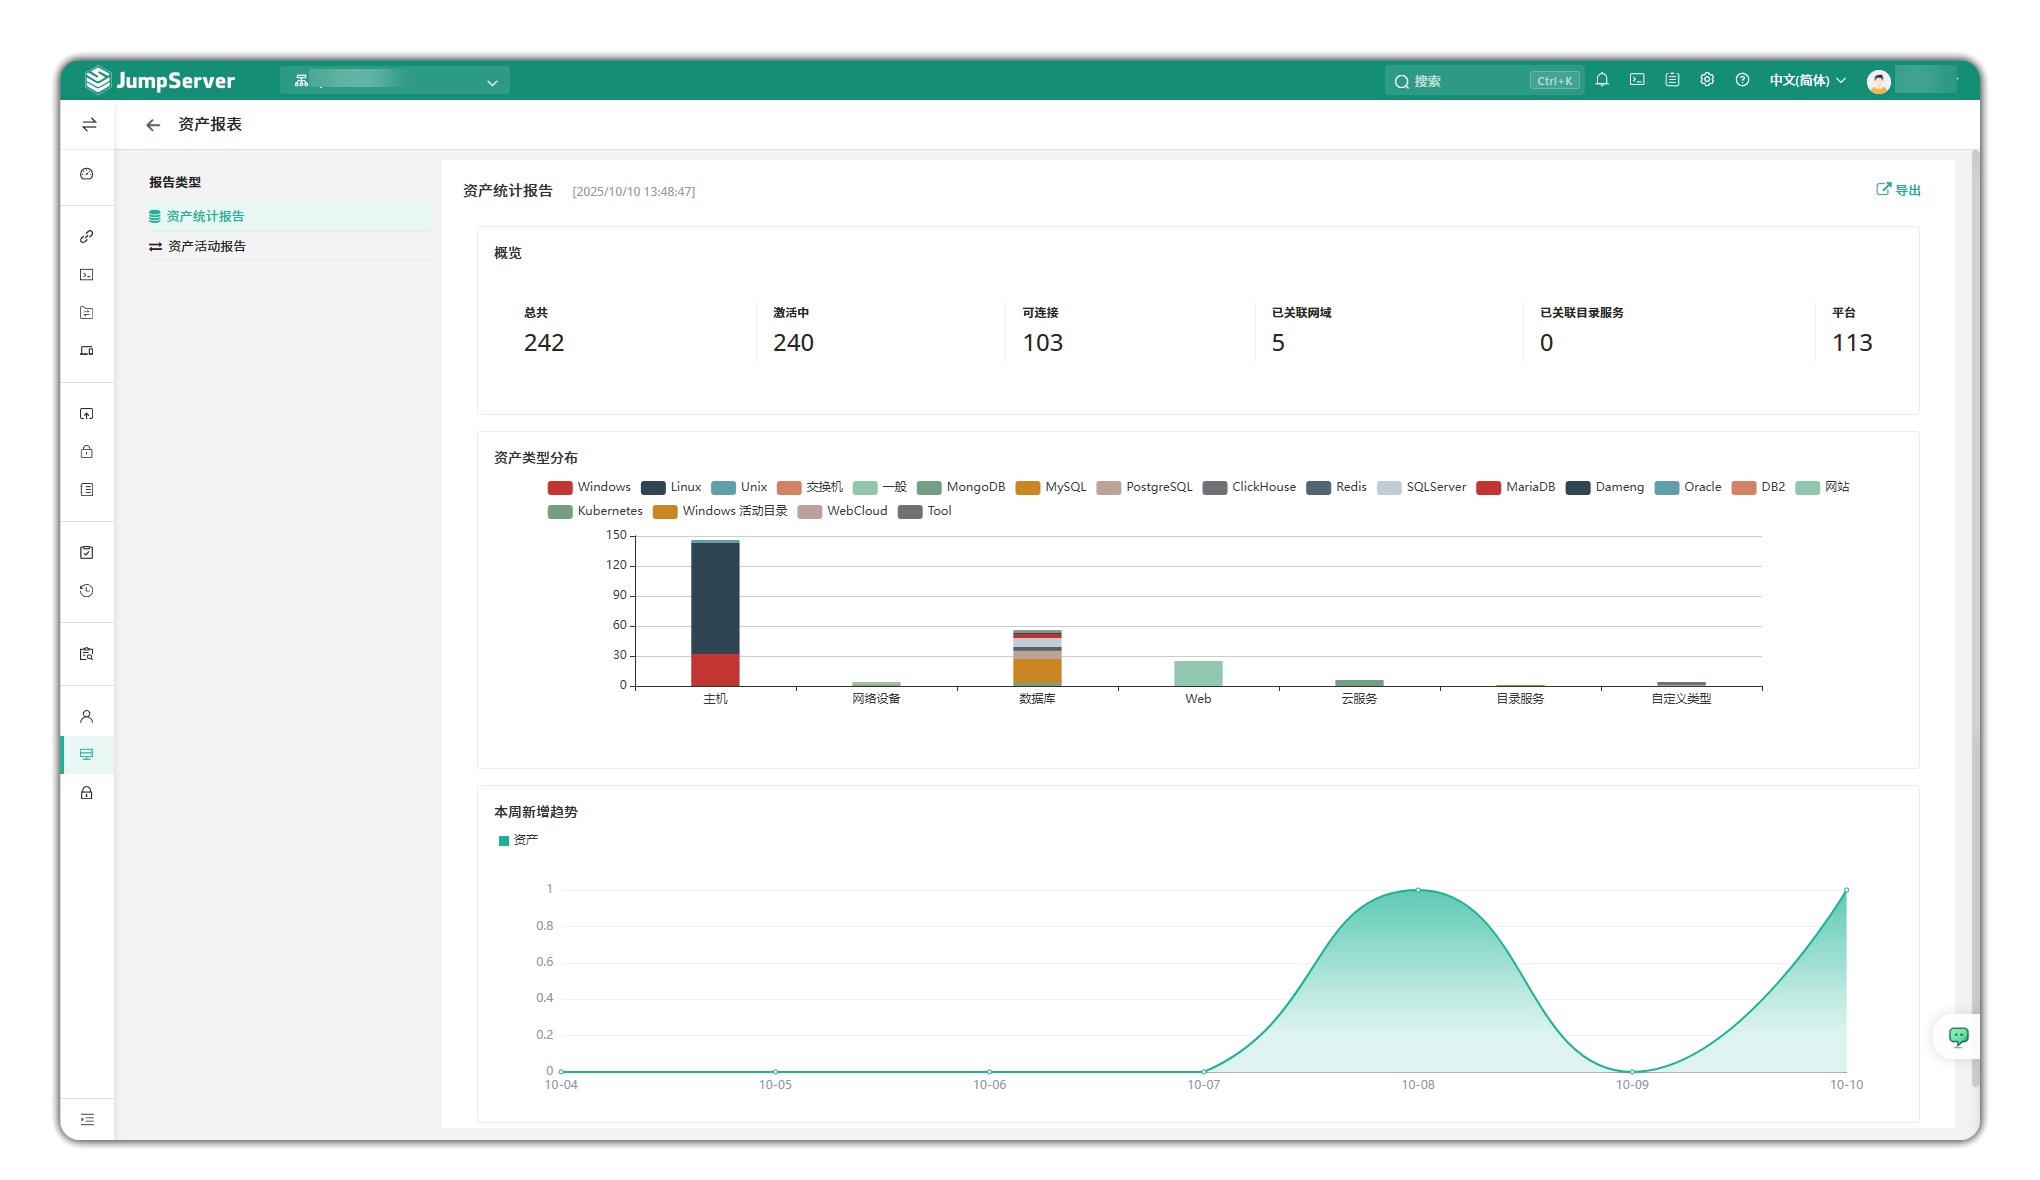 JumpServer
搜索 Ctrl+K 中文(简体)
资产报表
报告类型
资产统计报告
资产活动报告
资产统计报告 [2025/10/10 13:48:47] 导出
概览
总共 激活中 可连接 已关联网域 已关联目录服务 平台
242 240 103 5 0 113
资产类型分布
Windows Linux Unix 交换机 一般 MongoDB MySQL PostgreSQL ClickHouse Redis SQLServer MariaDB Dameng Oracle DB2 网站
Kubernetes Windows 活动目录 WebCloud Tool
150
120
90
60
30
0
主机 网络设备 数据库 Web 云服务 目录服务 自定义类型
本周新增趋势
资产
1
0.8
0.6
0.4
0.2
0
10-04 10-05 10-06 10-07 10-08 10-09 10-10